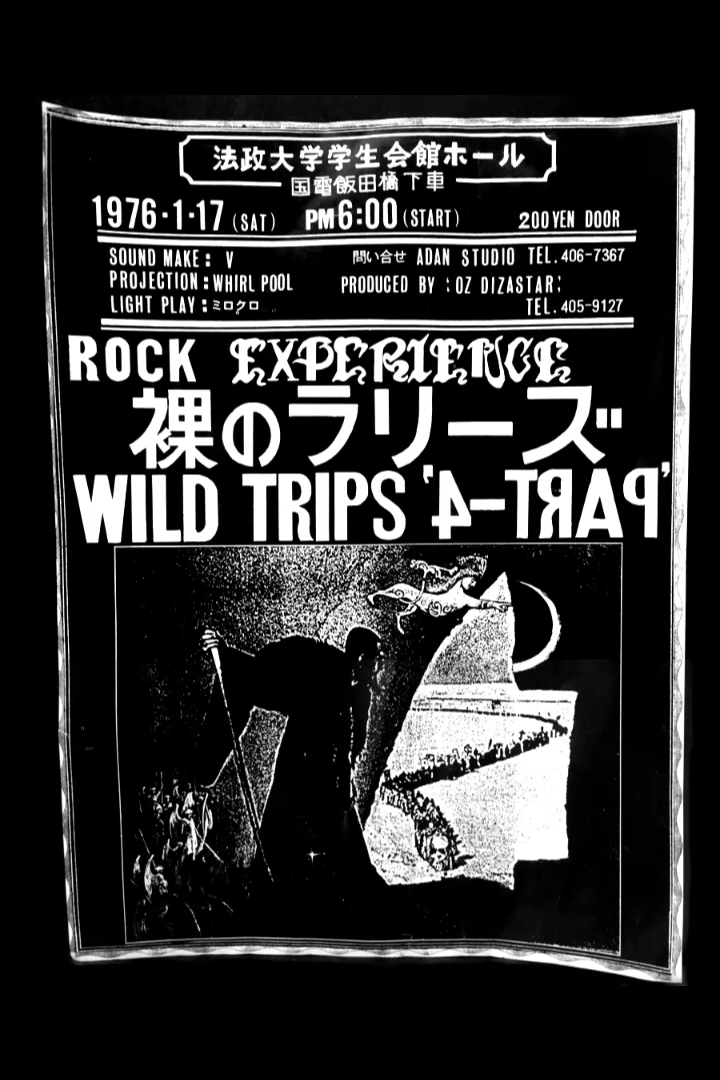 法政大学学生会館ホール
国電飯田橋下車
1976・1・17 (SAT) PM6:00 (START) 200YEN DOOR
SOUND MAKE: V 問い合せ ADAN STUDIO TEL.406-7367
PROJECTION: WHIRL POOL PRODUCED BY :OZ DIZASTAR:
LIGHT PLAY: ミロクロ TEL.405-9127
ROCK EXPERIENCE
裸のラリーズ
WILD TRIPS '4-TRAP'